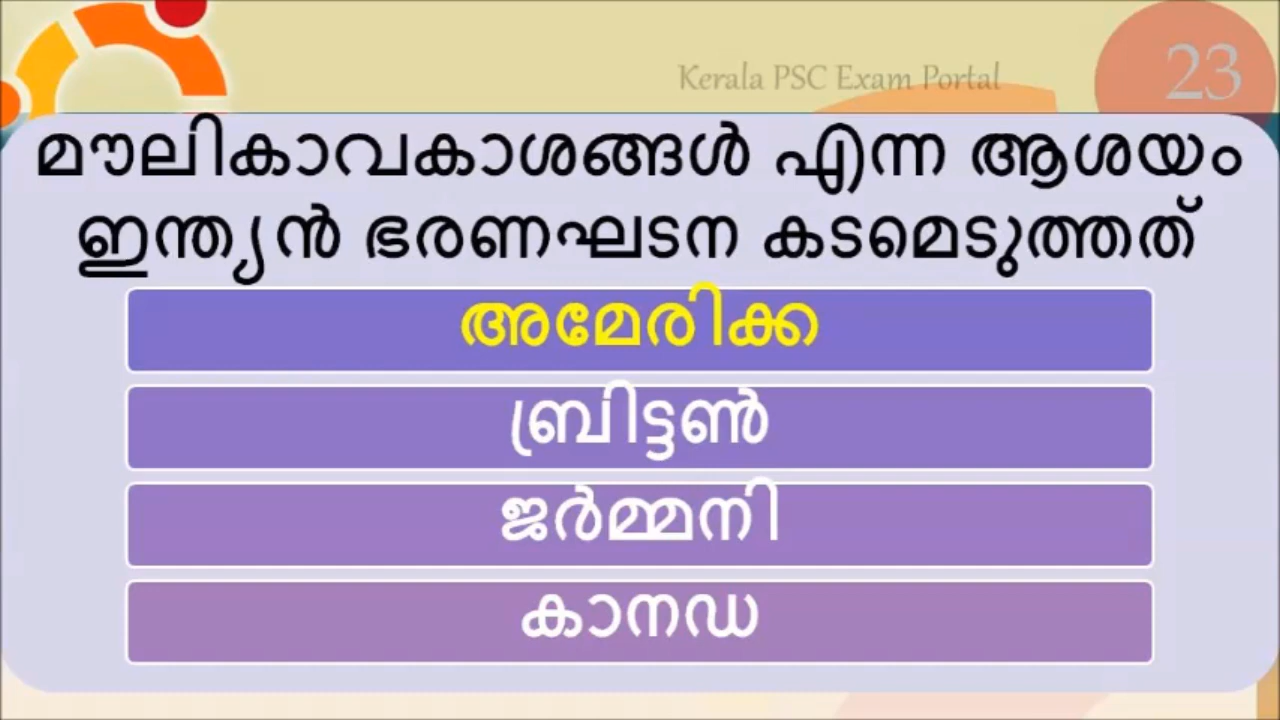 Kerala PSC Exam Portal
23
മൗലികാവകാശങ്ങൾ എന്ന ആശയം
ഇന്ത്യൻ ഭരണഘടന കടമെടുത്തത്
അമേരിക്ക
ബ്രിട്ടൺ
ജർമ്മനി
കാനഡ